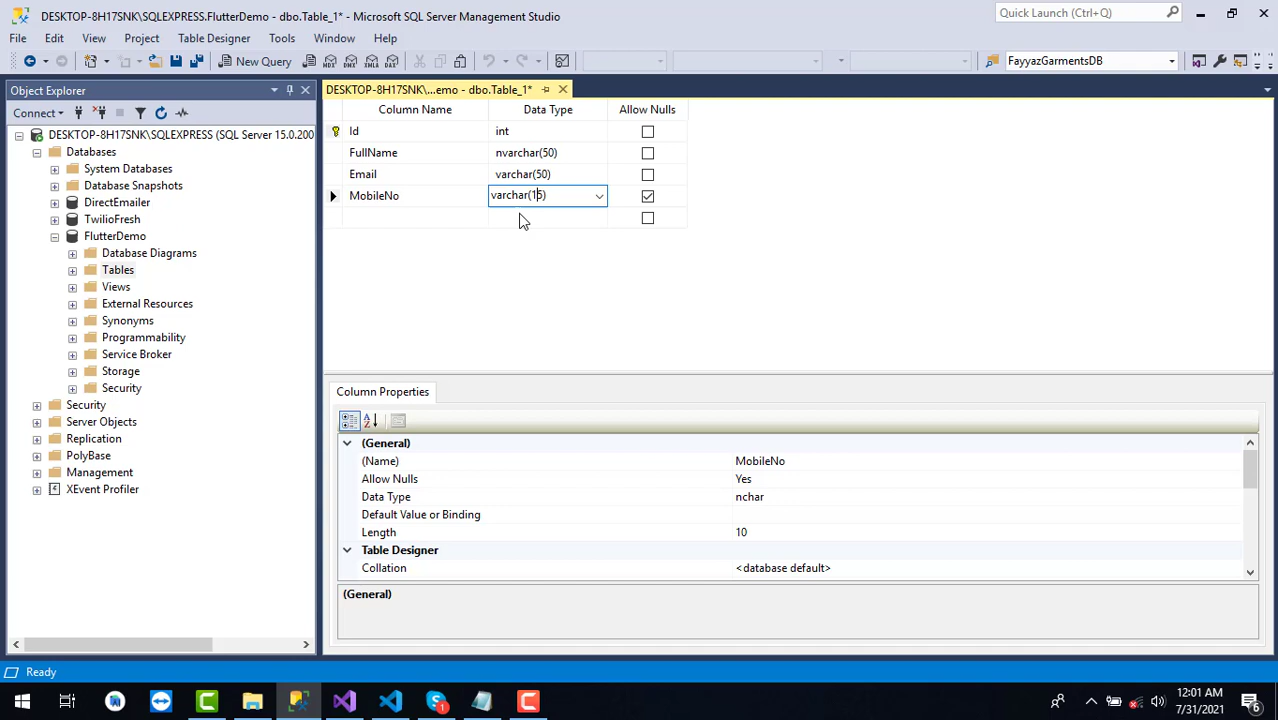 DESKTOP-8H17SNK\SQLEXPRESS.FlutterDemo - dbo.Table_1* - Microsoft SQL Server Management Studio
Quick Launch (Ctrl+Q)
File Edit View Project Table Designer Tools Window Help
New Query
MDX DMX XMLA DAX
FayyazGarmentsDB
Object Explorer
Connect
DESKTOP-8H17SNK\SQLEXPRESS (SQL Server 15.0.200
Databases
System Databases
Database Snapshots
DirectEmailer
TwilioFresh
FlutterDemo
Database Diagrams
Tables
Views
External Resources
Synonyms
Programmability
Service Broker
Storage
Security
Security
Server Objects
Replication
PolyBase
Management
XEvent Profiler
DESKTOP-8H17SNK\...emo - dbo.Table_1*
Column Name Data Type Allow Nulls
Id int
FullName nvarchar(50)
Email varchar(50)
MobileNo varchar(15)
Column Properties
(General)
(Name) MobileNo
Allow Nulls Yes
Data Type nchar
Default Value or Binding
Length 10
Table Designer
Collation <database default>
(General)
Ready
12:01 AM
7/31/2021